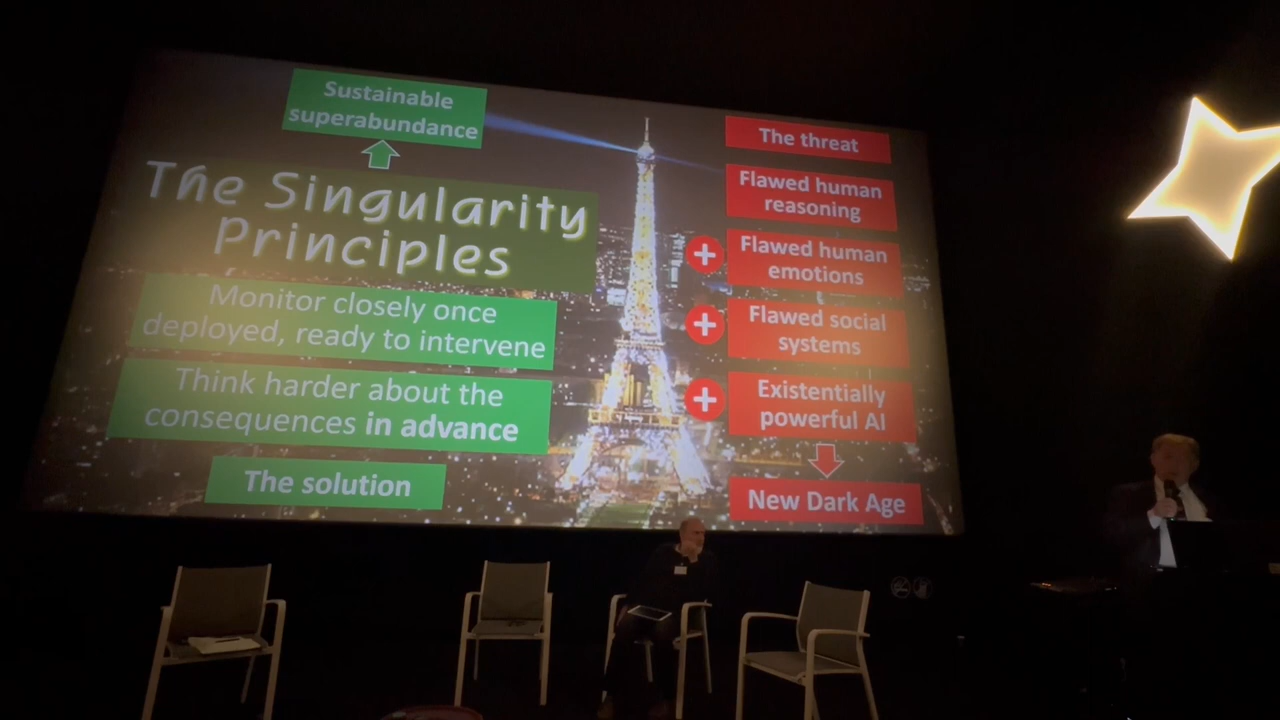 Sustainable
superabundance
The Singularity
Principles
Monitor closely once
deployed, ready to intervene
Think harder about the
consequences in advance
The solution
The threat
Flawed human
reasoning
Flawed human
emotions
Flawed social
systems
Existentially
powerful AI
New Dark Age